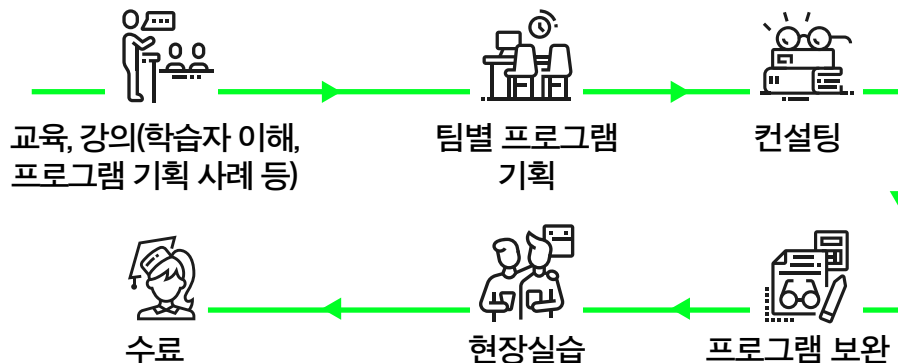 교육, 강의(학습자 이해,
프로그램 기획 사례 등)
팀별 프로그램
기획
컨설팅
프로그램 보완
현장실습
수료